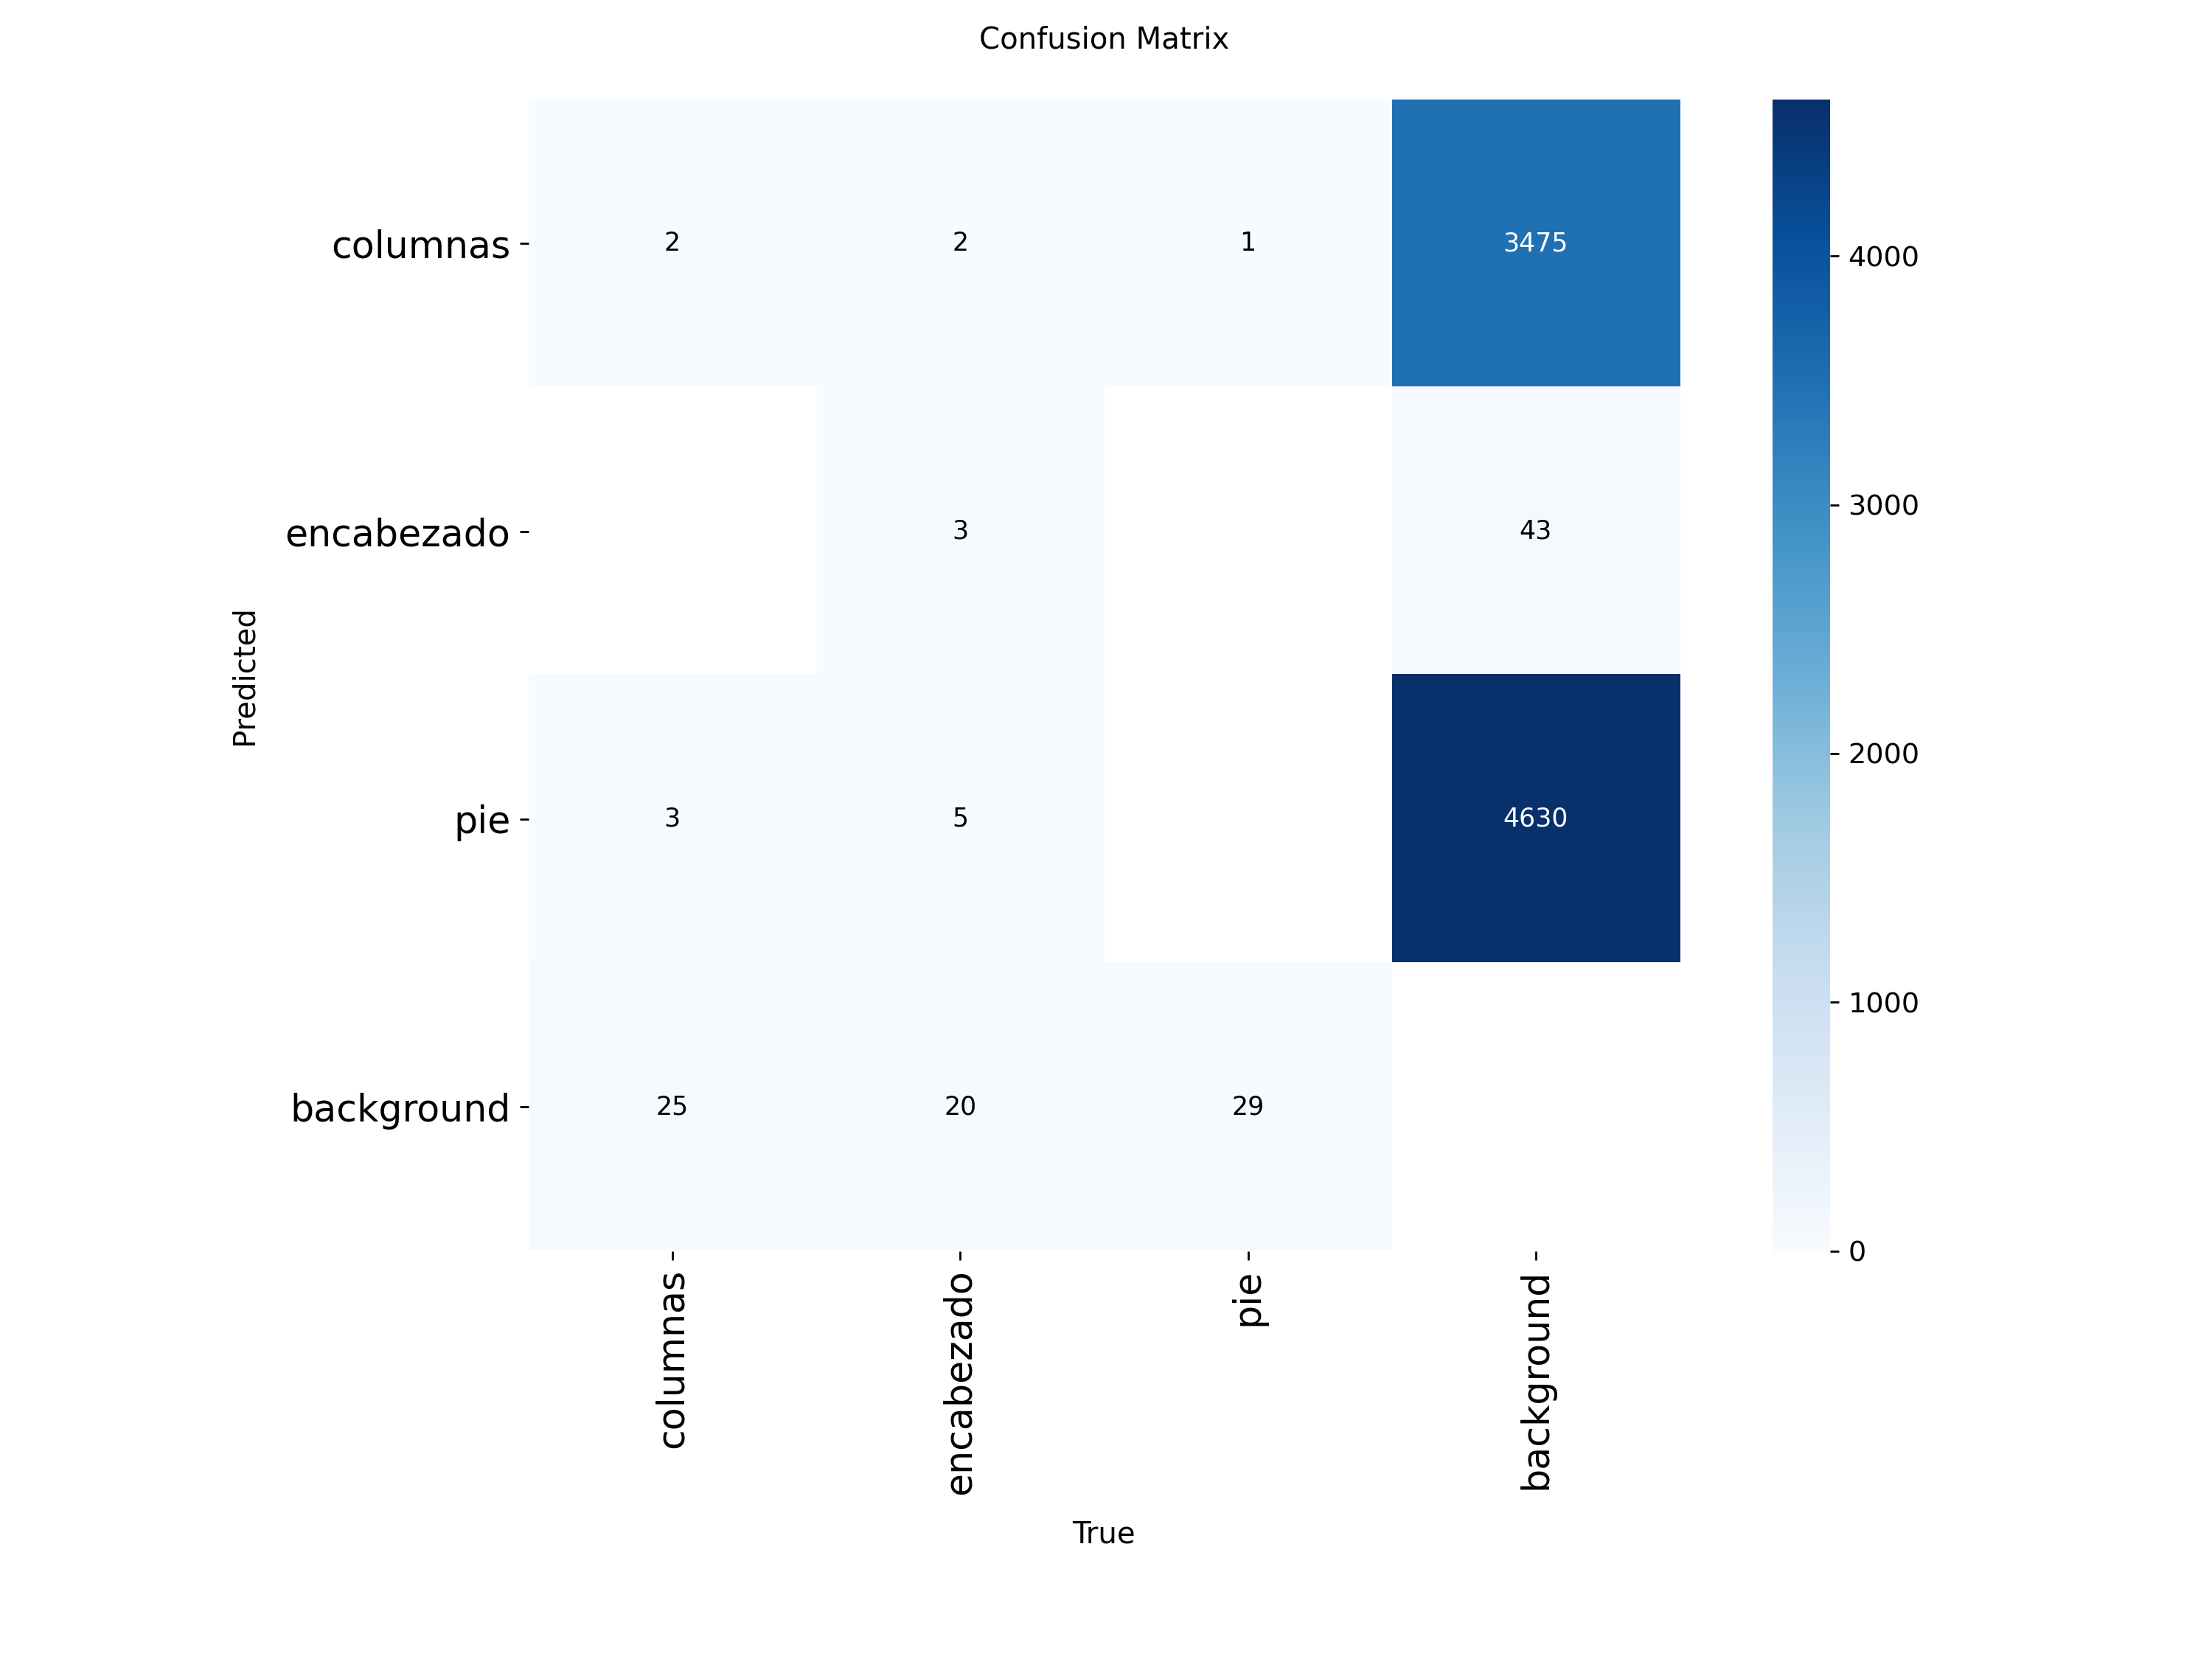 Confusion Matrix
columnas 2 2 1 3475
encabezado 3 43
pie 3 5 4630
background 25 20 29
Predicted
columnas encabezado pie background
True
4000
3000
2000
1000
0